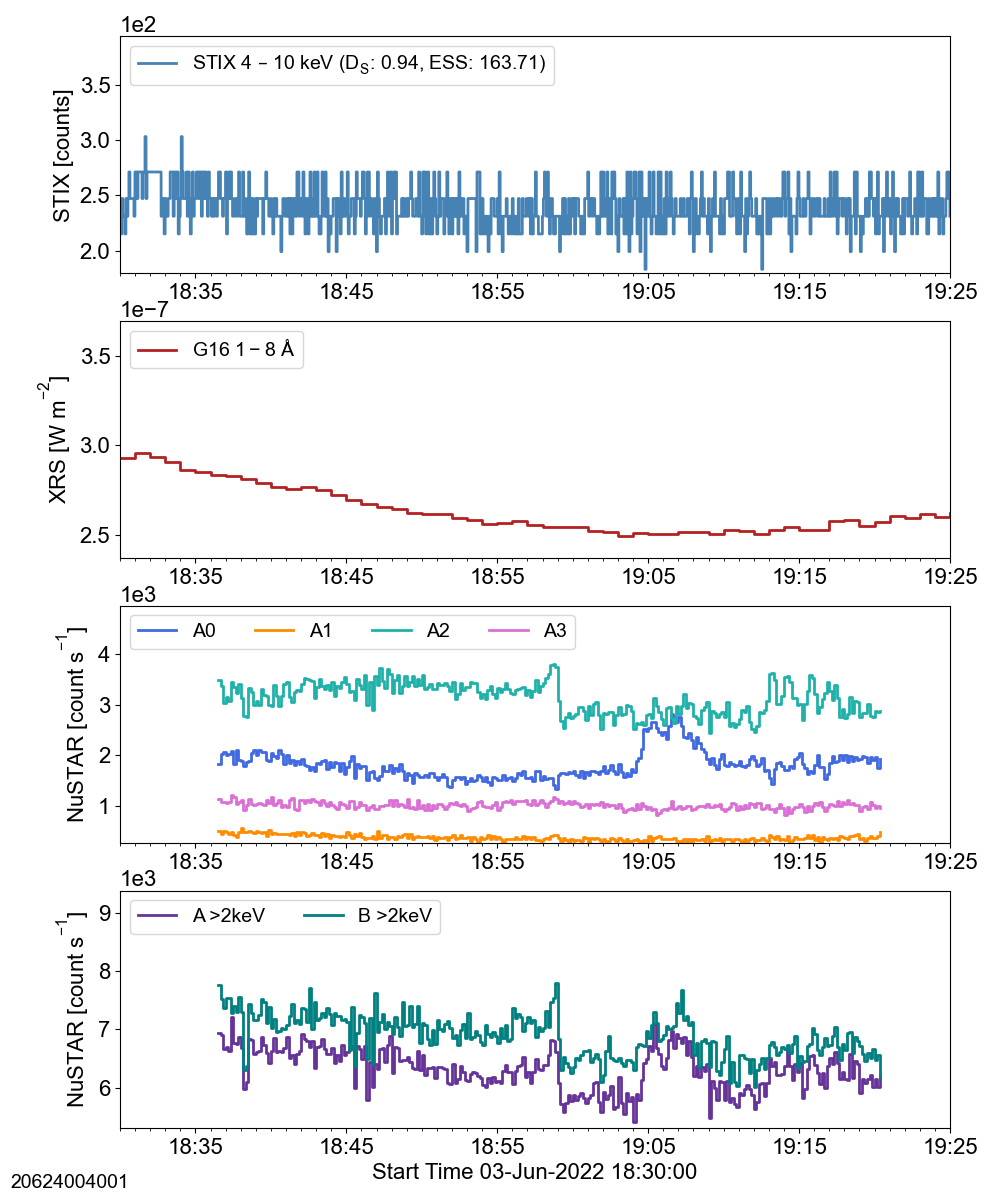 1e2
STIX 4 – 10 keV (D_S: 0.94, ESS: 163.71)
STIX [counts]
3.5
3.0
2.5
2.0
18:35 18:45 18:55 19:05 19:15 19:25
1e−7
G16 1 – 8 Å
XRS [W m⁻²]
3.5
3.0
2.5
18:35 18:45 18:55 19:05 19:15 19:25
1e3
A0 A1 A2 A3
NuSTAR [count s⁻¹]
4
3
2
1
18:35 18:45 18:55 19:05 19:15 19:25
1e3
A >2keV B >2keV
NuSTAR [count s⁻¹]
9
8
7
6
18:35 18:45 18:55 19:05 19:15 19:25
Start Time 03-Jun-2022 18:30:00
20624004001